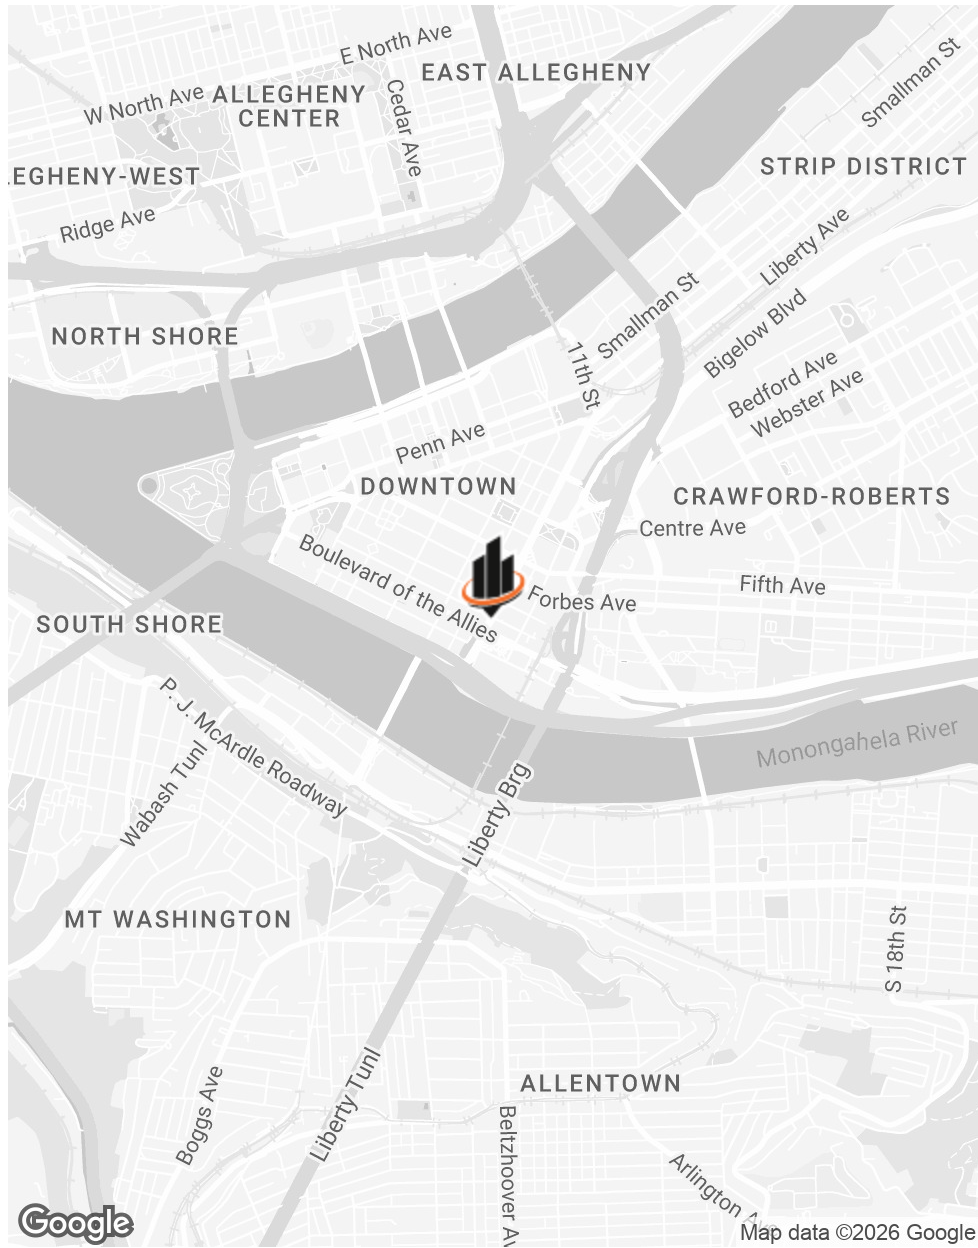 E North Ave
EAST ALLEGHENY
Smallman St
W North Ave
ALLEGHENY
CENTER
Cedar Ave
STRIP DISTRICT
LEGHENY-WEST
Ridge Ave
Liberty Ave
NORTH SHORE
Smallman St
Bigelow Blvd
11th St
Bedford Ave
Webster Ave
Penn Ave
DOWNTOWN
CRAWFORD-ROBERTS
Centre Ave
Boulevard of the Allies
Forbes Ave
Fifth Ave
SOUTH SHORE
P. J. McArdle Roadway
Monongahela River
Wabash Tunl
Liberty Brg
MT WASHINGTON
S 18th St
Liberty Tunl
ALLENTOWN
Boggs Ave
Beltzhoover Av
Arlington Ave
Google
Map data ©2026 Google